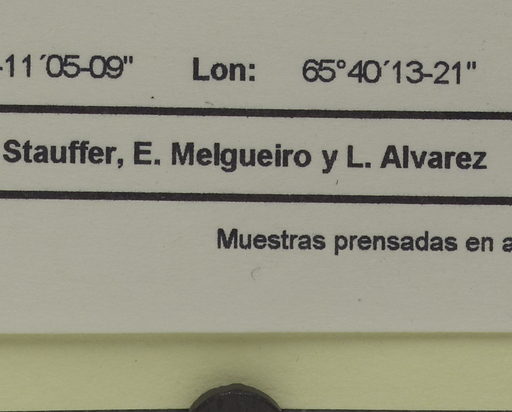 -11´05-09" Lon: 65°40´13-21"
Stauffer, E. Melgueiro y L. Alvarez
Muestras prensadas en a